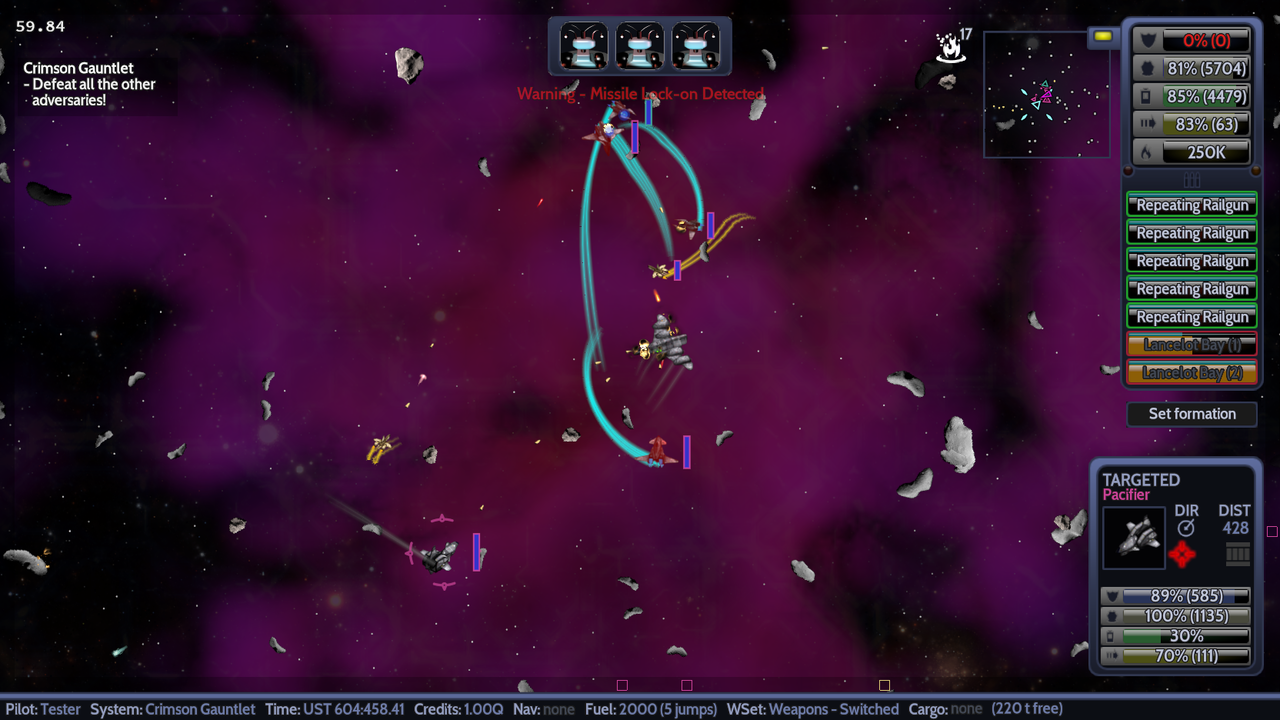 59.84
Crimson Gauntlet
- Defeat all the other
adversaries!
Warning - Missile Lock-on Detected
17
0% (0)
81% (5704)
85% (4479)
83% (63)
250K
Repeating Railgun
Repeating Railgun
Repeating Railgun
Repeating Railgun
Repeating Railgun
Lancelot Bay (1)
Lancelot Bay (2)
Set formation
TARGETED
Pacifier
DIR DIST
428
89% (585)
100% (1135)
30%
70% (111)
Pilot: Tester System: Crimson Gauntlet Time: UST 604:458.41 Credits: 1.00Q Nav: none Fuel: 2000 (5 jumps) WSet: Weapons - Switched Cargo: none (220 t free)